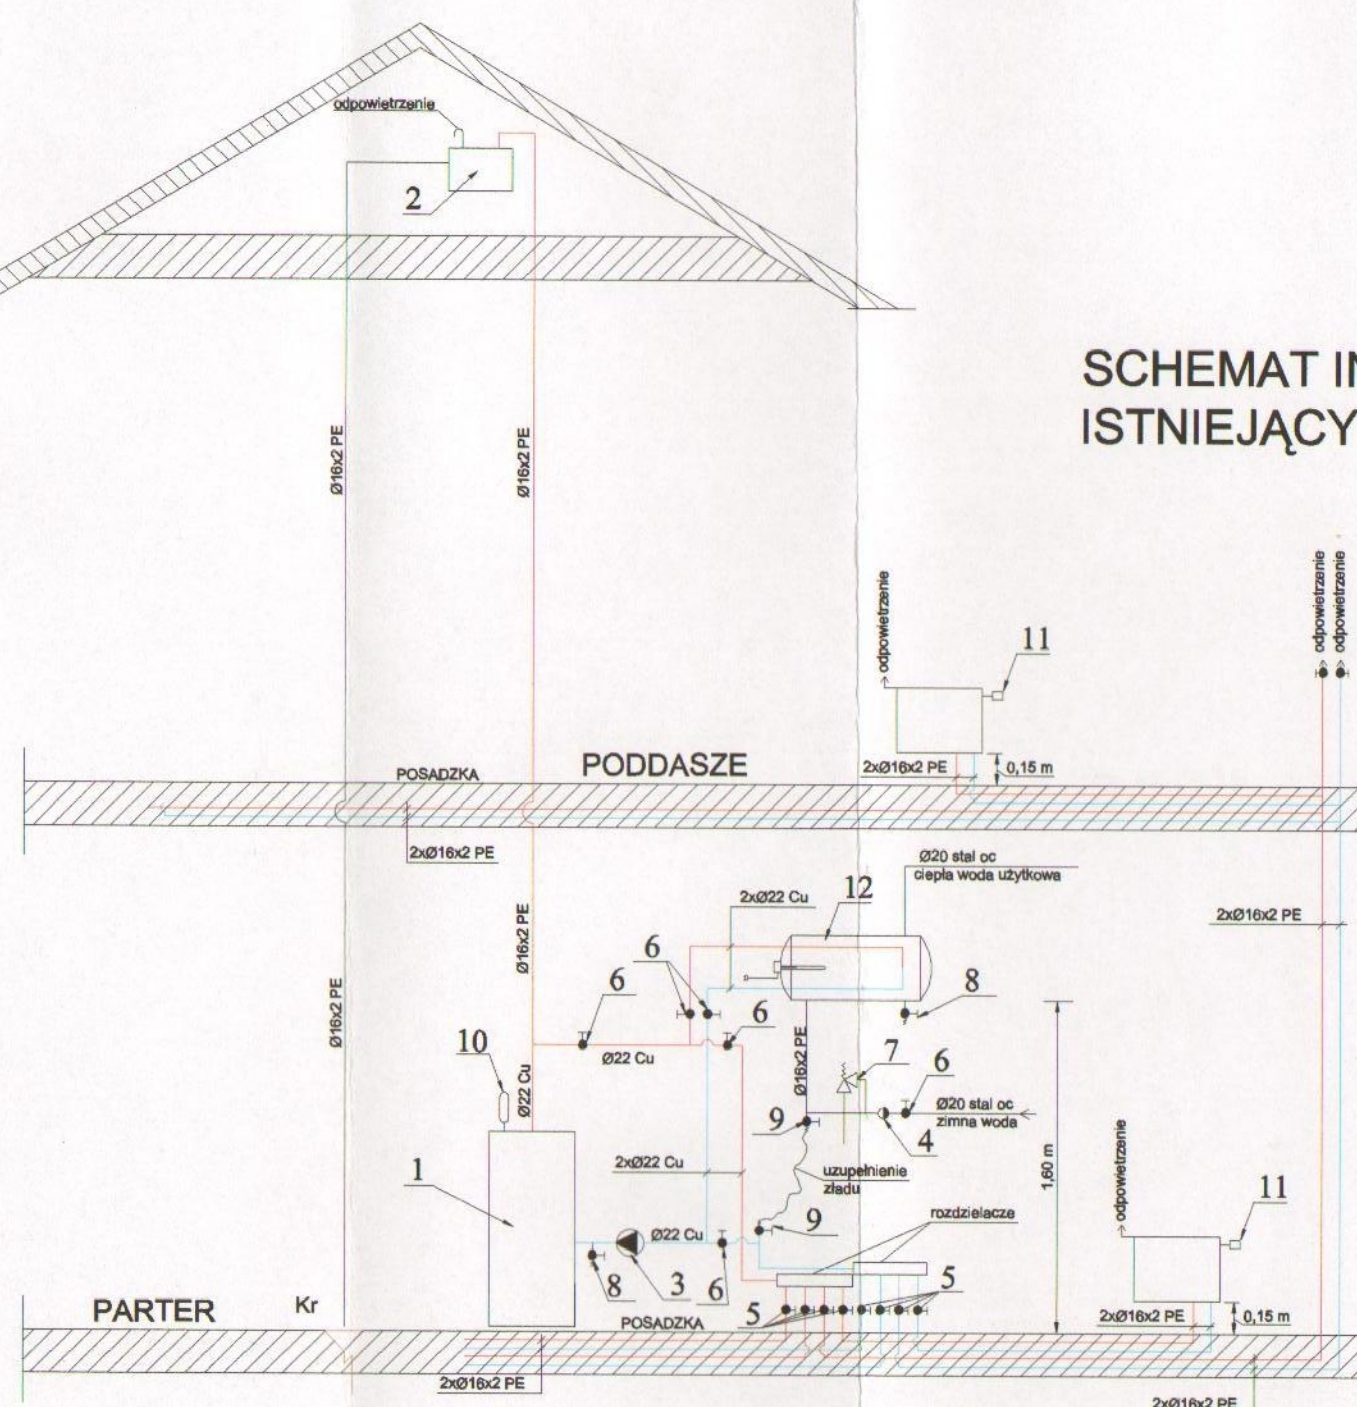 odpowietrzenie
2
SCHEMAT
ISTNIEJĄCY
Ø16x2 PE
Ø16x2 PE
odpowietrzenie
odpowietrzenie
odpowietrzenie
11
POSADZKA
PODDASZE
2xØ16x2 PE
0,15 m
2xØ16x2 PE
Ø20 stal oc
ciepła woda użytkowa
2xØ22 Cu
12
2xØ16x2 PE
Ø16x2 PE
Ø16x2 PE
6
6
6
8
10
Ø22 Cu
Ø22 Cu
Ø16x2 PE
7
6
Ø20 stal oc
zimna woda
9
4
1,60 m
odpowietrzenie
1
2xØ22 Cu
uzupełnienie
zładu
9
rozdzielacze
11
Ø22 Cu
8
3
6
5
5
PARTER
Kr
POSADZKA
2xØ16x2 PE
0,15 m
2xØ16x2 PE
2xØ16x2 PE